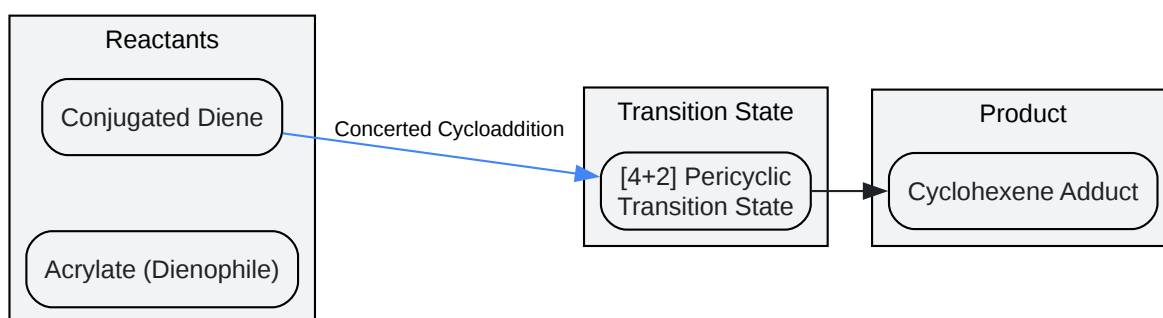 Reactants
Conjugated Diene
Acrylate (Dienophile)
Concerted Cycloaddition
Transition State
[4+2] Pericyclic
Transition State
Product
Cyclohexene Adduct